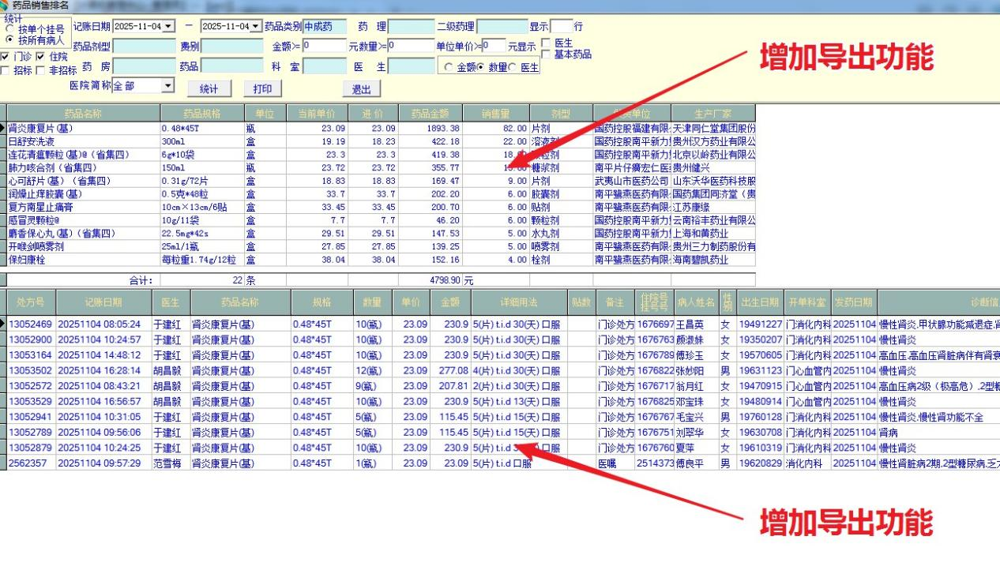 药品销售排名
统计
按单个挂号
按所有病人
记账日期 2025-11-04 — 2025-11-04 药品类别 中成药 药 理 二级药理 显示 行
药品剂型 费别 金额>= 0 元数量>= 0 单位单价>= 0 元显示 医生
基本药品
门诊 住院
招标 非招标 药 房 药品 科 室 医 生 金额 数量 医生
医院简称 全部 统计 打印 退出
增加导出功能
药品名称 药品规格 单位 当前单价 进 价 药品金额 销售量 剂型 生产厂家
肾炎康复片(基) 0.48*45T 瓶 23.09 23.09 1893.38 82.00 片剂 国药控股福建有限 天津同仁堂集团股份
日舒安洗液 300ml 盒 19.19 18.23 422.18 22.00 溶液剂 国药控股南平新力 贵州汉方药业有限公
连花清瘟颗粒(基)@（省集四） 6g*10袋 盒 23.3 23.3 419.38 国药控股南平新力 北京以岭药业有限公
肺力咳合剂（省集四） 150ml 瓶 23.72 23.72 355.77 糖浆剂 南平片仔癀宏仁医 贵州健兴
心可舒片(基)（省集四） 0.31g/72片 盒 18.83 18.83 169.47 9.00 片剂 武夷山市医药公司 山东沃华医药科技股
润燥止痒胶囊(基) 0.5克*48粒 盒 33.7 33.7 202.20 6.00 胶囊剂 南平鹭燕医药有限 国药集团同济堂（贵
复方南星止痛膏 10cm×13cm/6贴 盒 33.45 33.45 200.70 6.00 贴剂 南平鹭燕医药有限 江苏康缘
感冒灵颗粒@ 10g/11袋 盒 7.7 7.7 46.20 6.00 颗粒剂 国药控股南平新力 云南裕丰药业有限公
麝香保心丸(基)（省集四） 22.5mg*42s 盒 29.51 29.51 147.53 5.00 水丸剂 国药控股南平新力 上海和黄药业
开喉剑喷雾剂 25ml/1瓶 盒 27.85 27.85 139.25 5.00 喷雾剂 南平鹭燕医药有限 贵州三力制药股份有
保妇康栓 每粒重1.74g/12粒 盒 38.04 38.04 152.16 4.00 栓剂 南平鹭燕医药有限 海南碧凯药业
合计: 22 条 4798.90 元
处方号 记账日期 医生 药品名称 规格 数量 单价 金额 详细用法 贴数 备注 住院号 挂号号 病人姓名 性别 出生日期 开单科室 发药日期 诊断信
13052469 20251104 08:05:24 于建红 肾炎康复片(基) 0.48*45T 10(瓶) 23.09 230.9 5(片) t.i.d 30(天) 口服 门诊处方 1676697 王昌英 女 19491227 门消化内科 20251104 慢性肾炎.甲状腺功能减退症.肾
13052900 20251104 10:24:57 于建红 肾炎康复片(基) 0.48*45T 10(瓶) 23.09 230.9 5(片) t.i.d 30(天) 口服 门诊处方 1676763 颜淑妹 女 19350207 门消化内科 20251104 慢性肾炎
13053164 20251104 14:48:12 于建红 肾炎康复片(基) 0.48*45T 10(瓶) 23.09 230.9 5(片) t.i.d 30(天) 口服 门诊处方 1676789 傅珍玉 女 19570605 门消化内科 20251104 高血压.高血压肾脏病伴有肾衰
13053502 20251104 16:28:14 胡昌毅 肾炎康复片(基) 0.48*45T 12(瓶) 23.09 277.08 4(片) t.i.d 30(天) 口服 门诊处方 1676822 张妙阳 男 19631123 门心血管内 20251104 慢性肾炎
13052572 20251104 08:43:21 胡昌毅 肾炎康复片(基) 0.48*45T 9(瓶) 23.09 207.81 2(片) t.i.d 30(天) 口服 门诊处方 1676717 翁月红 女 19470915 门心血管内 20251104 高血压病2级（极高危）,2型糖
13053529 20251104 16:56:57 胡昌毅 肾炎康复片(基) 0.48*45T 10(瓶) 23.09 230.9 5(片) t.i.d 13(天) 口服 门诊处方 1676825 邓宝珠 女 19480914 门心血管内 20251104 慢性肾炎
13052941 20251104 10:31:05 于建红 肾炎康复片(基) 0.48*45T 5(瓶) 23.09 115.45 5(片) t.i.d 15(天) 口服 门诊处方 1676767 毛宝兴 男 19760128 门消化内科 20251104 慢性肾炎.慢性肾功能不全
13052789 20251104 09:56:06 于建红 肾炎康复片(基) 0.48*45T 5(瓶) 23.09 115.45 5(片) t.i.d 15(天) 口服 门诊处方 1676751 刘翠华 女 19630708 门消化内科 20251104 肾病
13052879 20251104 10:24:25 于建红 肾炎康复片(基) 0.48*45T 10(瓶) 23.09 230.9 5(片) t.i.d 口服 门诊处方 1676760 夏萍 女 19610319 门消化内科 20251104 慢性肾炎
2562357 20251104 09:57:29 范雪梅 肾炎康复片(基) 0.48*45T 1(瓶) 23.09 230.9 5(片) t.i.d 口服 医嘱 2514373 傅良平 男 19620829 消化内科 20251104 慢性肾脏病2期,2型糖尿病,乏力
增加导出功能